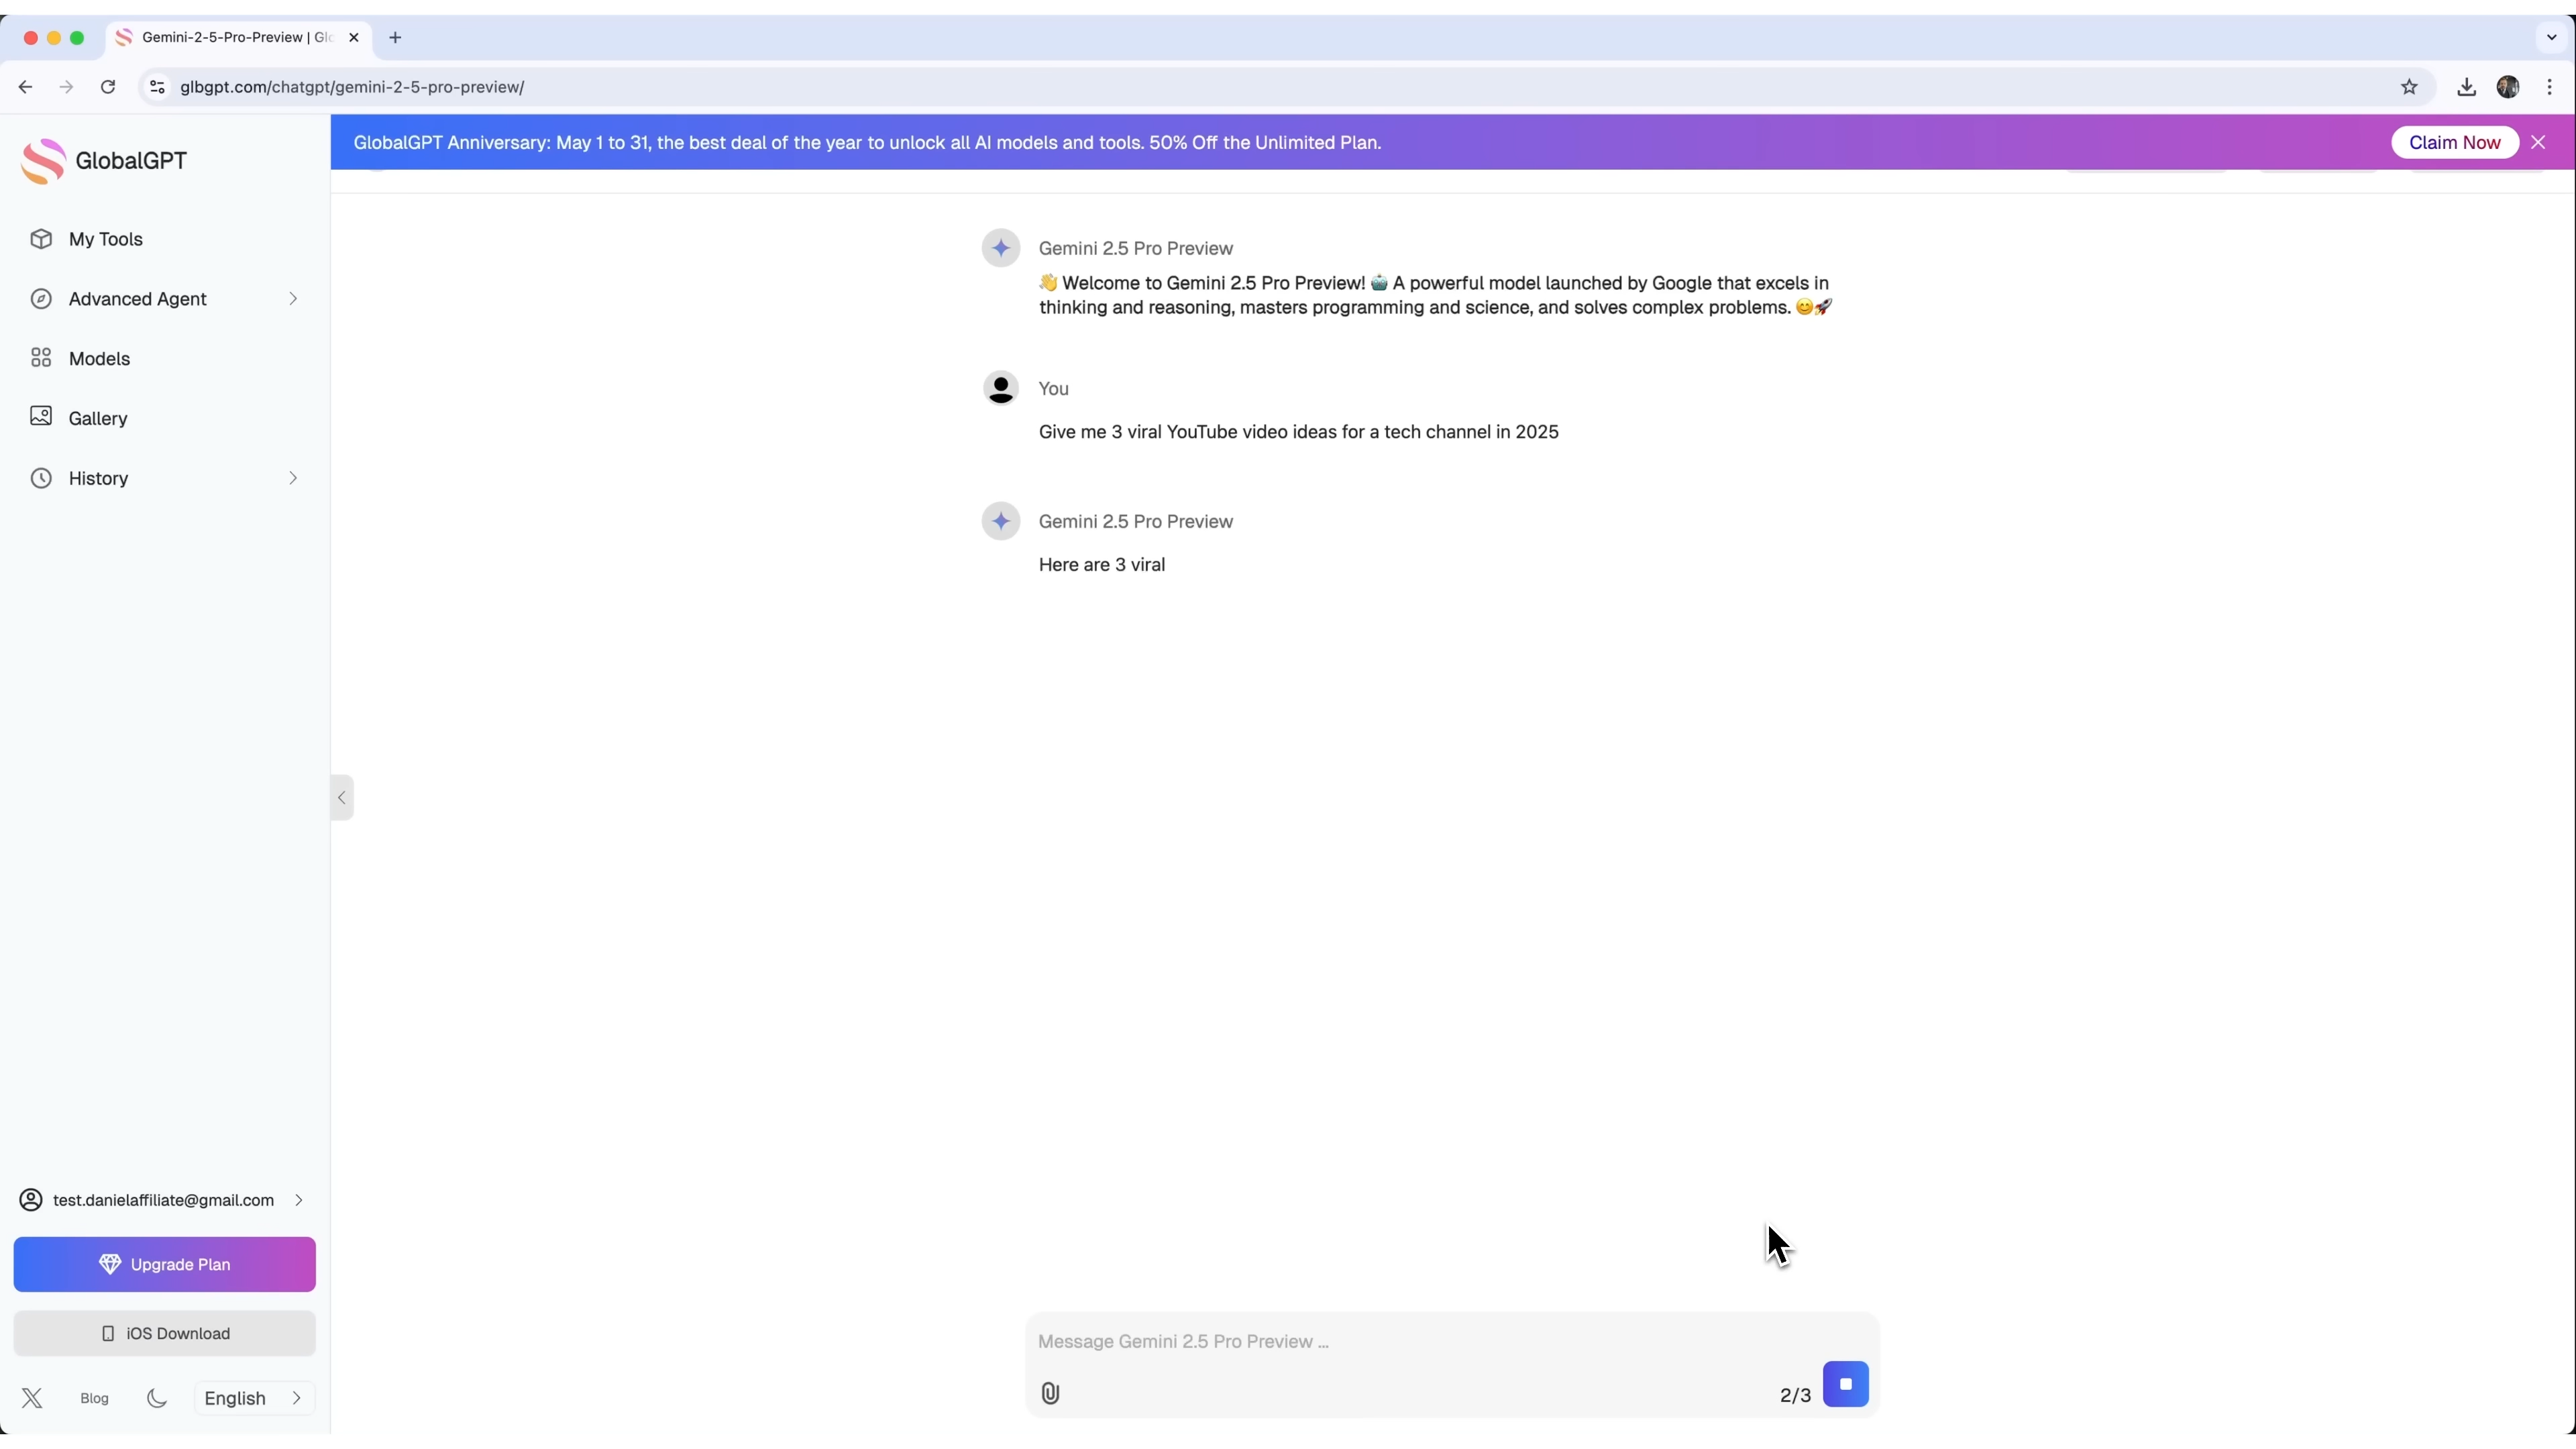 Gemini-2-5-Pro-Preview | Glo
glbgpt.com/chatgpt/gemini-2-5-pro-preview/
GlobalGPT
GlobalGPT Anniversary: May 1 to 31, the best deal of the year to unlock all AI models and tools. 50% Off the Unlimited Plan.
Claim Now
My Tools
Advanced Agent
Models
Gallery
History
Gemini 2.5 Pro Preview
👋 Welcome to Gemini 2.5 Pro Preview! 🤖 A powerful model launched by Google that excels in
thinking and reasoning, masters programming and science, and solves complex problems. 😊🚀
You
Give me 3 viral YouTube video ideas for a tech channel in 2025
Gemini 2.5 Pro Preview
Here are 3 viral
test.danielaffiliate@gmail.com
Upgrade Plan
iOS Download
Blog
English
Message Gemini 2.5 Pro Preview ...
2/3